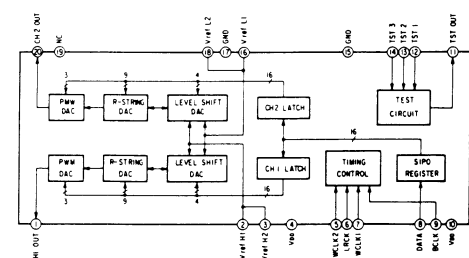 CH2 OUT
NC
Vref L2
GND
Vref L1
GND
TST 3
TST 2
TST 1
TST OUT
20 19 18 17 16 15 14 13 12 11
3 9 4 16
PMW DAC
R-STRING DAC
LEVEL SHIFT DAC
CH2 LATCH
TEST CIRCUIT
16
PWM DAC
R-STRING DAC
LEVEL SHIFT DAC
CH1 LATCH
TIMING CONTROL
SIPO REGISTER
3 9 4 16
1 2 3 4 5 6 7 8 9 10
HI OUT
Vref H1
Vref H2
VDD
WCLK2
LRCK
WCLK1
DATA
BCLK
VDD